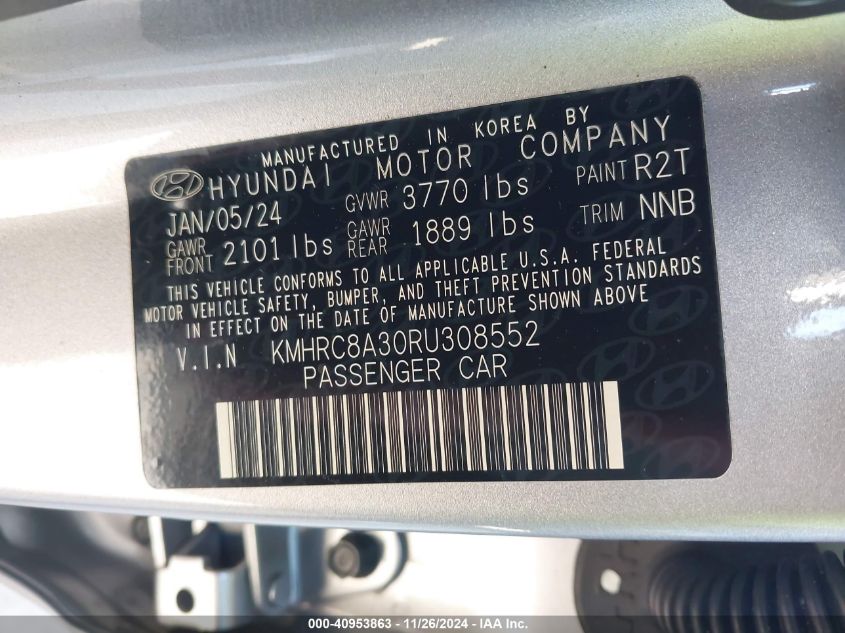 MANUFACTURED IN KOREA BY
HYUNDAI MOTOR COMPANY
JAN/05/24 GVWR 3770 lbs PAINT R2T
GAWR FRONT 2101 lbs GAWR REAR 1889 lbs TRIM NNB
THIS VEHICLE CONFORMS TO ALL APPLICABLE U.S.A. FEDERAL
MOTOR VEHICLE SAFETY, BUMPER, AND THEFT PREVENTION STANDARDS
IN EFFECT ON THE DATE OF MANUFACTURE SHOWN ABOVE
V.I.N KMHRC8A30RU308552
PASSENGER CAR
000-40953863 - 11/26/2024 - IAA Inc.